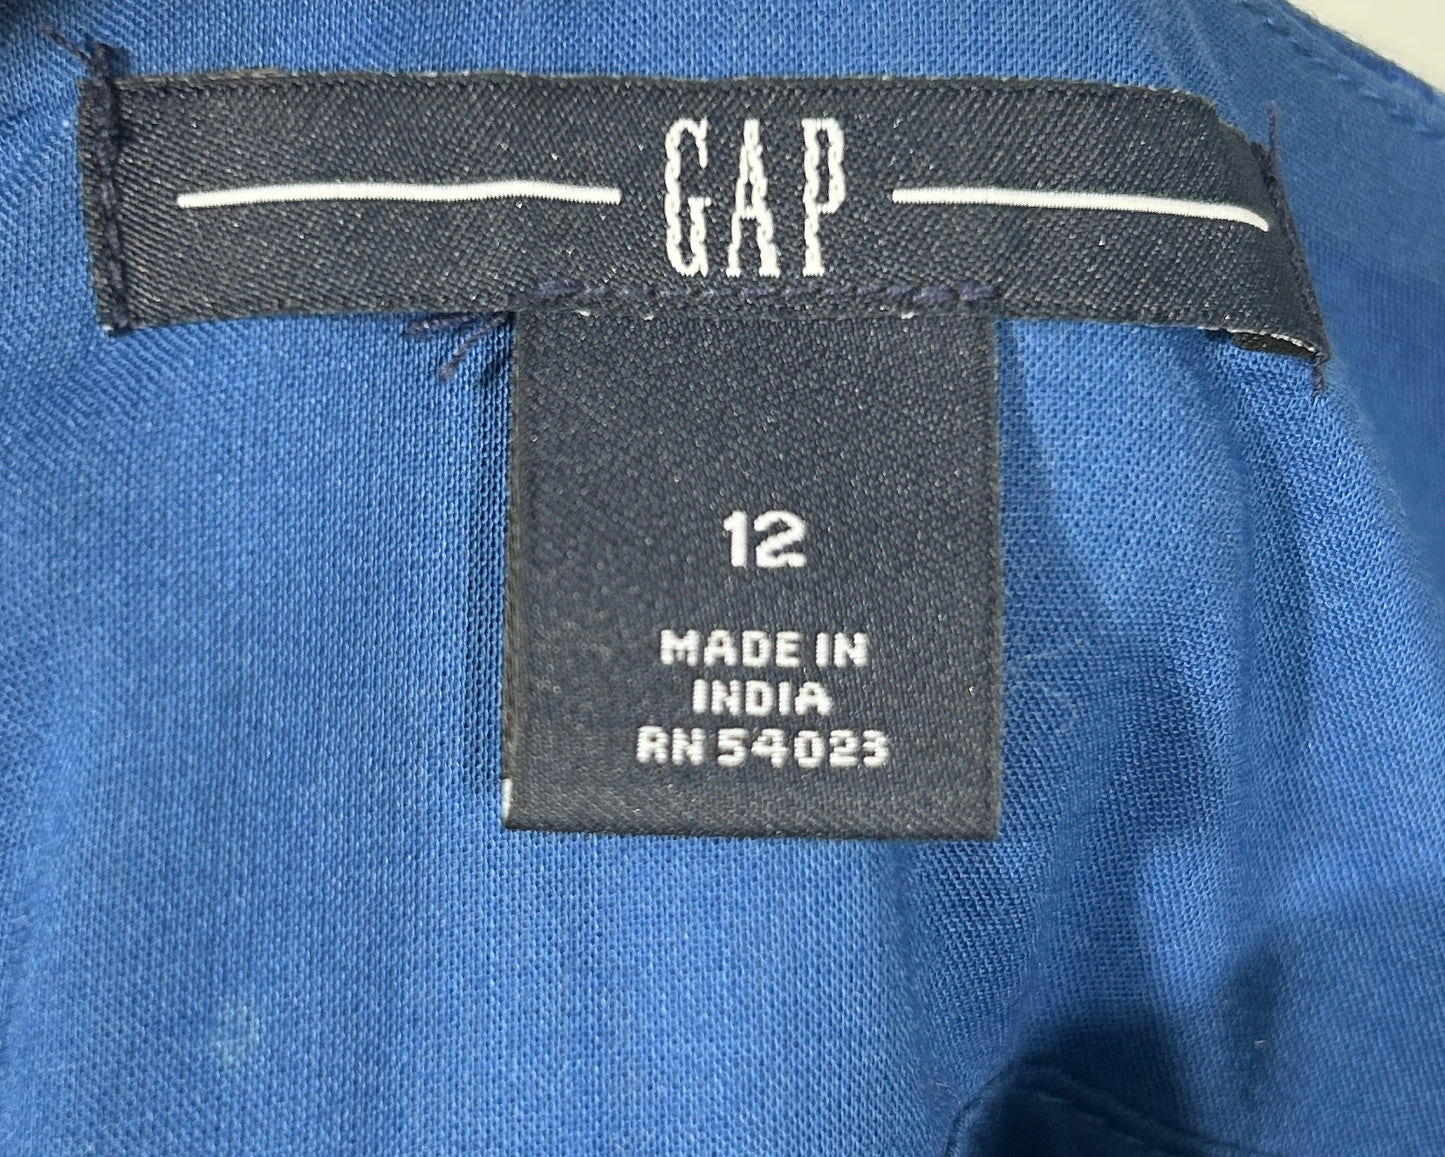 GAP
12
MADE IN
INDIA
RN 54023